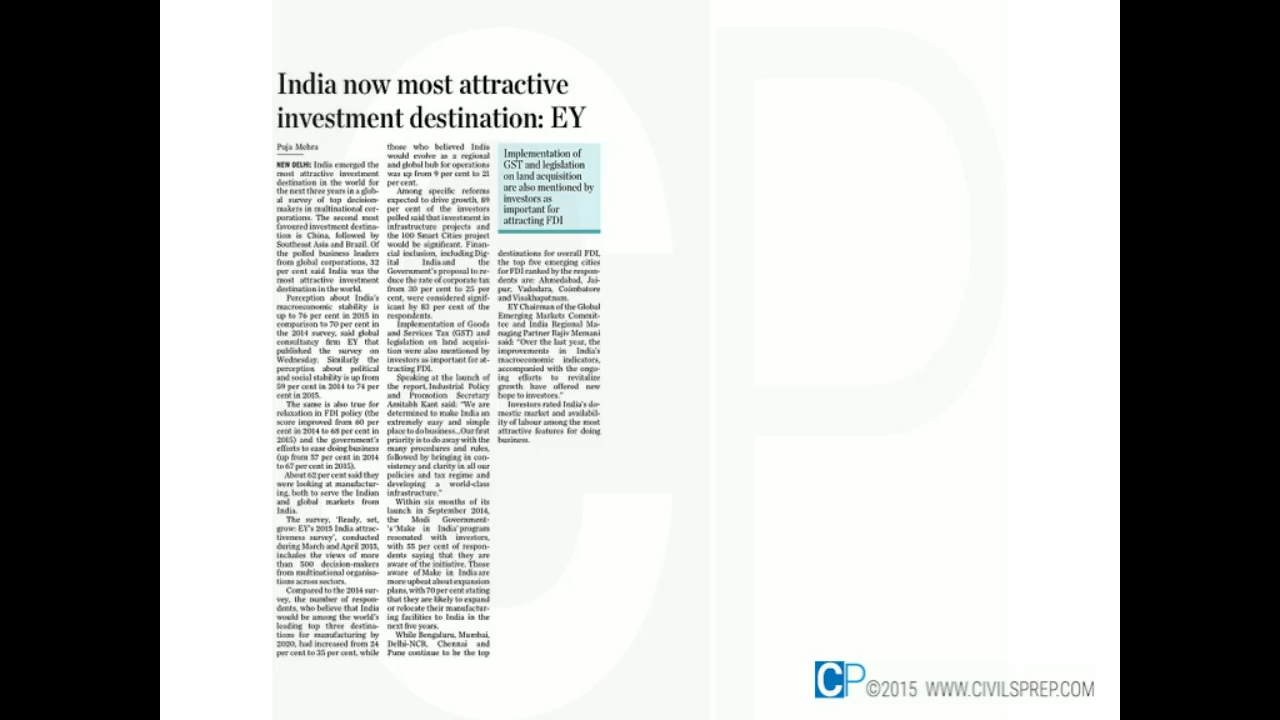 India now most attractive
investment destination: EY
Puja Mehra
NEW DELHI: India emerged the
most attractive investment
destination in the world for
the next three years in a glob-
al survey of top decision-
makers in multinational cor-
porations. The second most
favoured investment destina-
tion is China, followed by
Southeast Asia and Brazil. Of
the polled business leaders
from global corporations, 32
per cent said India was the
most attractive investment
destination in the world.
Perception about India's
macroeconomic stability is
up to 76 per cent in 2015 in
comparison to 70 per cent in
the 2014 survey, said global
consultancy firm EY that
published the survey on
Wednesday. Similarly the
perception about political
and social stability is up from
59 per cent in 2014 to 74 per
cent in 2015.
The same is also true for
relaxation in FDI policy (the
score improved from 60 per
cent in 2014 to 68 per cent in
2015) and the government's
efforts to ease doing business
(up from 57 per cent in 2014
to 67 per cent in 2015).
About 62 per cent said they
were looking at manufactur-
ing, both to serve the Indian
and global markets from
India.
The survey, 'Ready, set,
grow: EY's 2015 India attrac-
tiveness survey', conducted
during March and April 2015,
includes the views of more
than 500 decision-makers
from multinational organisa-
tions across sectors.
Compared to the 2014 sur-
vey, the number of respon-
dents, who believe that India
would be among the world's
leading top three destina-
tions for manufacturing by
2020, had increased from 24
per cent to 35 per cent, while
those who believed India
would evolve as a regional
and global hub for operations
was up from 9 per cent to 21
per cent.
Among specific reforms
expected to drive growth, 89
per cent of the investors
polled said that investment in
infrastructure projects and
the 100 Smart Cities project
would be significant. Finan-
cial inclusion, including Dig-
ital India and the
Government's proposal to re-
duce the rate of corporate tax
from 30 per cent to 25 per
cent, were considered signif-
icant by 83 per cent of the
respondents.
Implementation of Goods
and Services Tax (GST) and
legislation on land acquisi-
tion were also mentioned by
investors as important for at-
tracting FDI.
Speaking at the launch of
the report, Industrial Policy
and Promotion Secretary
Amitabh Kant said: "We are
determined to make India an
extremely easy and simple
place to do business...Our first
priority is to do away with the
many procedures and rules,
followed by bringing in con-
sistency and clarity in all our
policies and tax regime and
developing a world-class
infrastructure."
Within six months of its
launch in September 2014,
the Modi Government-
's 'Make in India' program
resonated with investors,
with 55 per cent of respon-
dents saying that they are
aware of the initiative. Those
aware of Make in India are
more upbeat about expansion
plans, with 70 per cent stating
that they are likely to expand
or relocate their manufactur-
ing facilities to India in the
next five years.
While Bengaluru, Mumbai,
Delhi-NCR, Chennai and
Pune continue to be the top
Implementation of
GST and legislation
on land acquisition
are also mentioned by
investors as
important for
attracting FDI
destinations for overall FDI,
the top five emerging cities
for FDI ranked by the respon-
dents are: Ahmedabad, Jai-
pur, Vadodara, Coimbatore
and Visakhapatnam.
EY Chairman of the Global
Emerging Markets Commit-
tee and India Regional Ma-
naging Partner Rajiv Memani
said: "Over the last year, the
improvements in India's
macroeconomic indicators,
accompanied with the ongo-
ing efforts to revitalize
growth have offered new
hope to investors."
Investors rated India's do-
mestic market and availabil-
ity of labour among the most
attractive features for doing
business.
CP ©2015 WWW.CIVILSPREP.COM